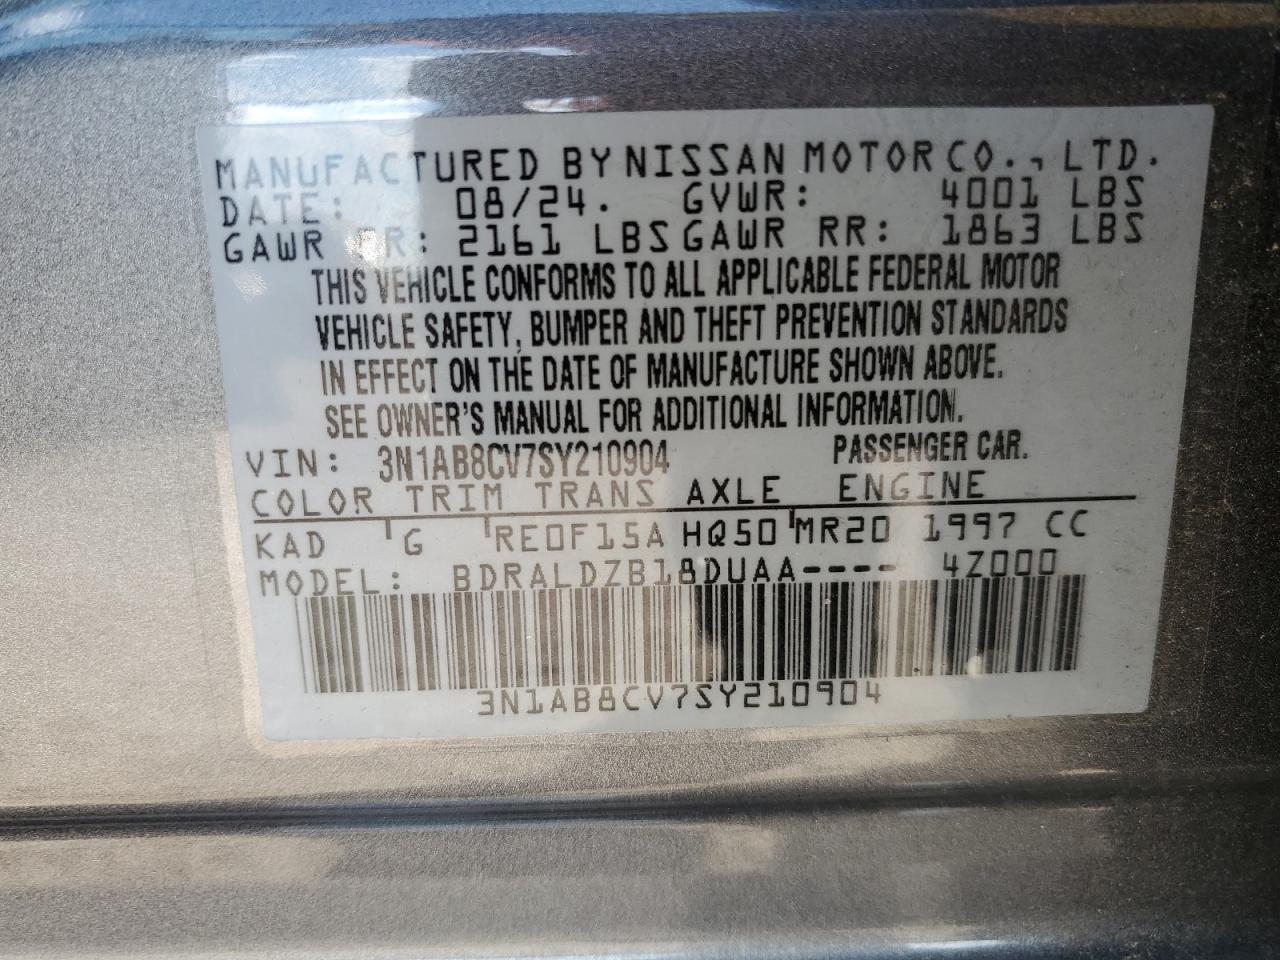 MANUFACTURED BY NISSAN MOTOR CO., LTD.
DATE: 08/24. GVWR: 4001 LBS
GAWR FR: 2161 LBS GAWR RR: 1863 LBS
THIS VEHICLE CONFORMS TO ALL APPLICABLE FEDERAL MOTOR
VEHICLE SAFETY, BUMPER AND THEFT PREVENTION STANDARDS
IN EFFECT ON THE DATE OF MANUFACTURE SHOWN ABOVE.
SEE OWNER'S MANUAL FOR ADDITIONAL INFORMATION.
VIN: 3N1AB8CV7SY210904 PASSENGER CAR.
COLOR TRIM TRANS AXLE ENGINE
KAD G RE0F15A HQ50 MR20 1997 CC
MODEL: BDRALDZB18DUAA---- 4Z000
3N1AB8CV7SY210904